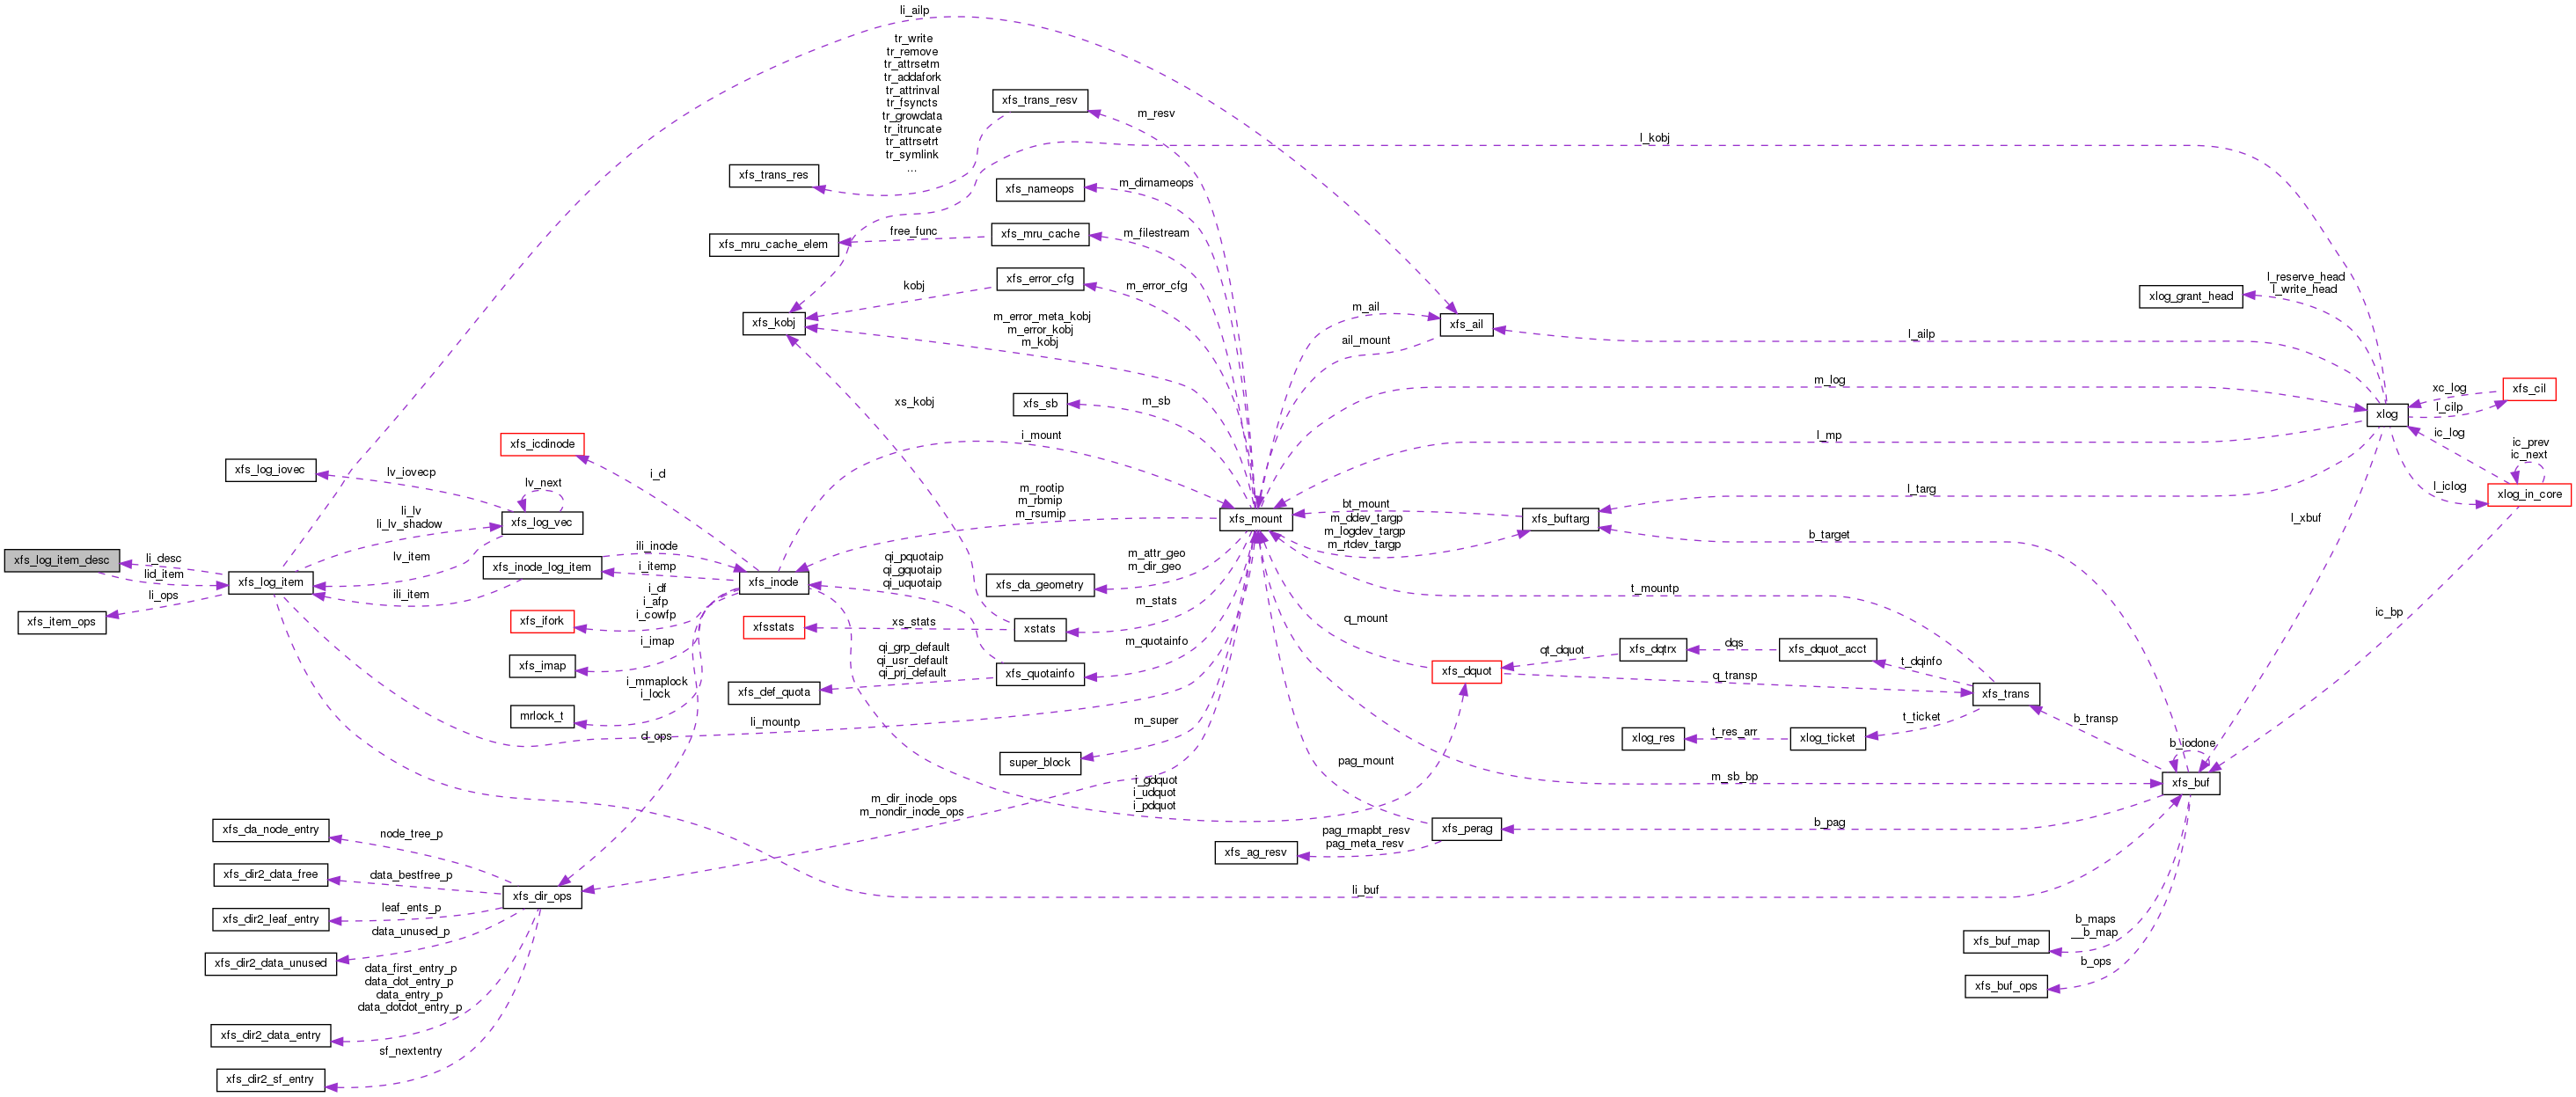 li_ailp
tr_write
tr_remove
tr_attrsetm
tr_addafork
tr_attrinval
tr_fsyncts
tr_growdata
tr_itruncate
tr_attrsetrt
tr_symlink
...
xfs_trans_resv
m_resv
l_kobj
xfs_trans_res
xfs_nameops
m_dirnameops
xfs_mru_cache_elem
free_func
xfs_mru_cache
m_filestream
kobj
xfs_error_cfg
m_error_cfg
xfs_kobj
m_error_meta_kobj
m_error_kobj
m_kobj
m_ail
ail_mount
xfs_ail
l_ailp
xlog_grant_head
l_reserve_head
l_write_head
xs_kobj
xfs_sb
m_sb
m_log
xlog
xc_log
l_cilp
xfs_cil
xfs_icdinode
i_d
i_mount
l_mp
ic_log
ic_prev
ic_next
xfs_log_iovec
lv_iovecp
lv_next
xfs_log_vec
li_lv
li_lv_shadow
lv_item
m_rootip
m_rbmip
m_rsumip
xfs_mount
bt_mount
m_ddev_targp
m_logdev_targp
m_rtdev_targp
xfs_buftarg
l_targ
l_iclog
xlog_in_core
l_xbuf
b_target
xfs_log_item_desc
li_desc
lid_item
xfs_log_item
li_ops
xfs_item_ops
xfs_inode_log_item
ili_inode
i_itemp
ili_item
xfs_inode
qi_pquotaip
qi_gquotaip
qi_uquotaip
xfs_da_geometry
m_attr_geo
m_dir_geo
t_mountp
ic_bp
xfs_ifork
i_df
i_afp
i_cowfp
xfsstats
xs_stats
xstats
m_stats
q_mount
xfs_imap
i_imap
xfs_def_quota
qi_grp_default
qi_usr_default
qi_prj_default
xfs_quotainfo
m_quotainfo
xfs_dquot
qt_dquot
xfs_dqtrx
dqs
xfs_dquot_acct
t_dqinfo
q_transp
xfs_trans
mrlock_t
i_mmaplock
i_lock
li_mountp
d_ops
m_super
super_block
xlog_res
t_res_arr
xlog_ticket
t_ticket
b_transp
b_iodone
xfs_buf
pag_mount
m_sb_bp
i_gdquot
i_udquot
i_pdquot
m_dir_inode_ops
m_nondir_inode_ops
xfs_ag_resv
pag_rmapbt_resv
pag_meta_resv
xfs_perag
b_pag
xfs_da_node_entry
node_tree_p
xfs_dir2_data_free
data_bestfree_p
xfs_dir2_leaf_entry
leaf_ents_p
xfs_dir_ops
li_buf
xfs_dir2_data_unused
data_unused_p
xfs_buf_map
b_maps
__b_map
xfs_buf_ops
b_ops
data_first_entry_p
data_dot_entry_p
data_entry_p
data_dotdot_entry_p
xfs_dir2_data_entry
sf_nextentry
xfs_dir2_sf_entry